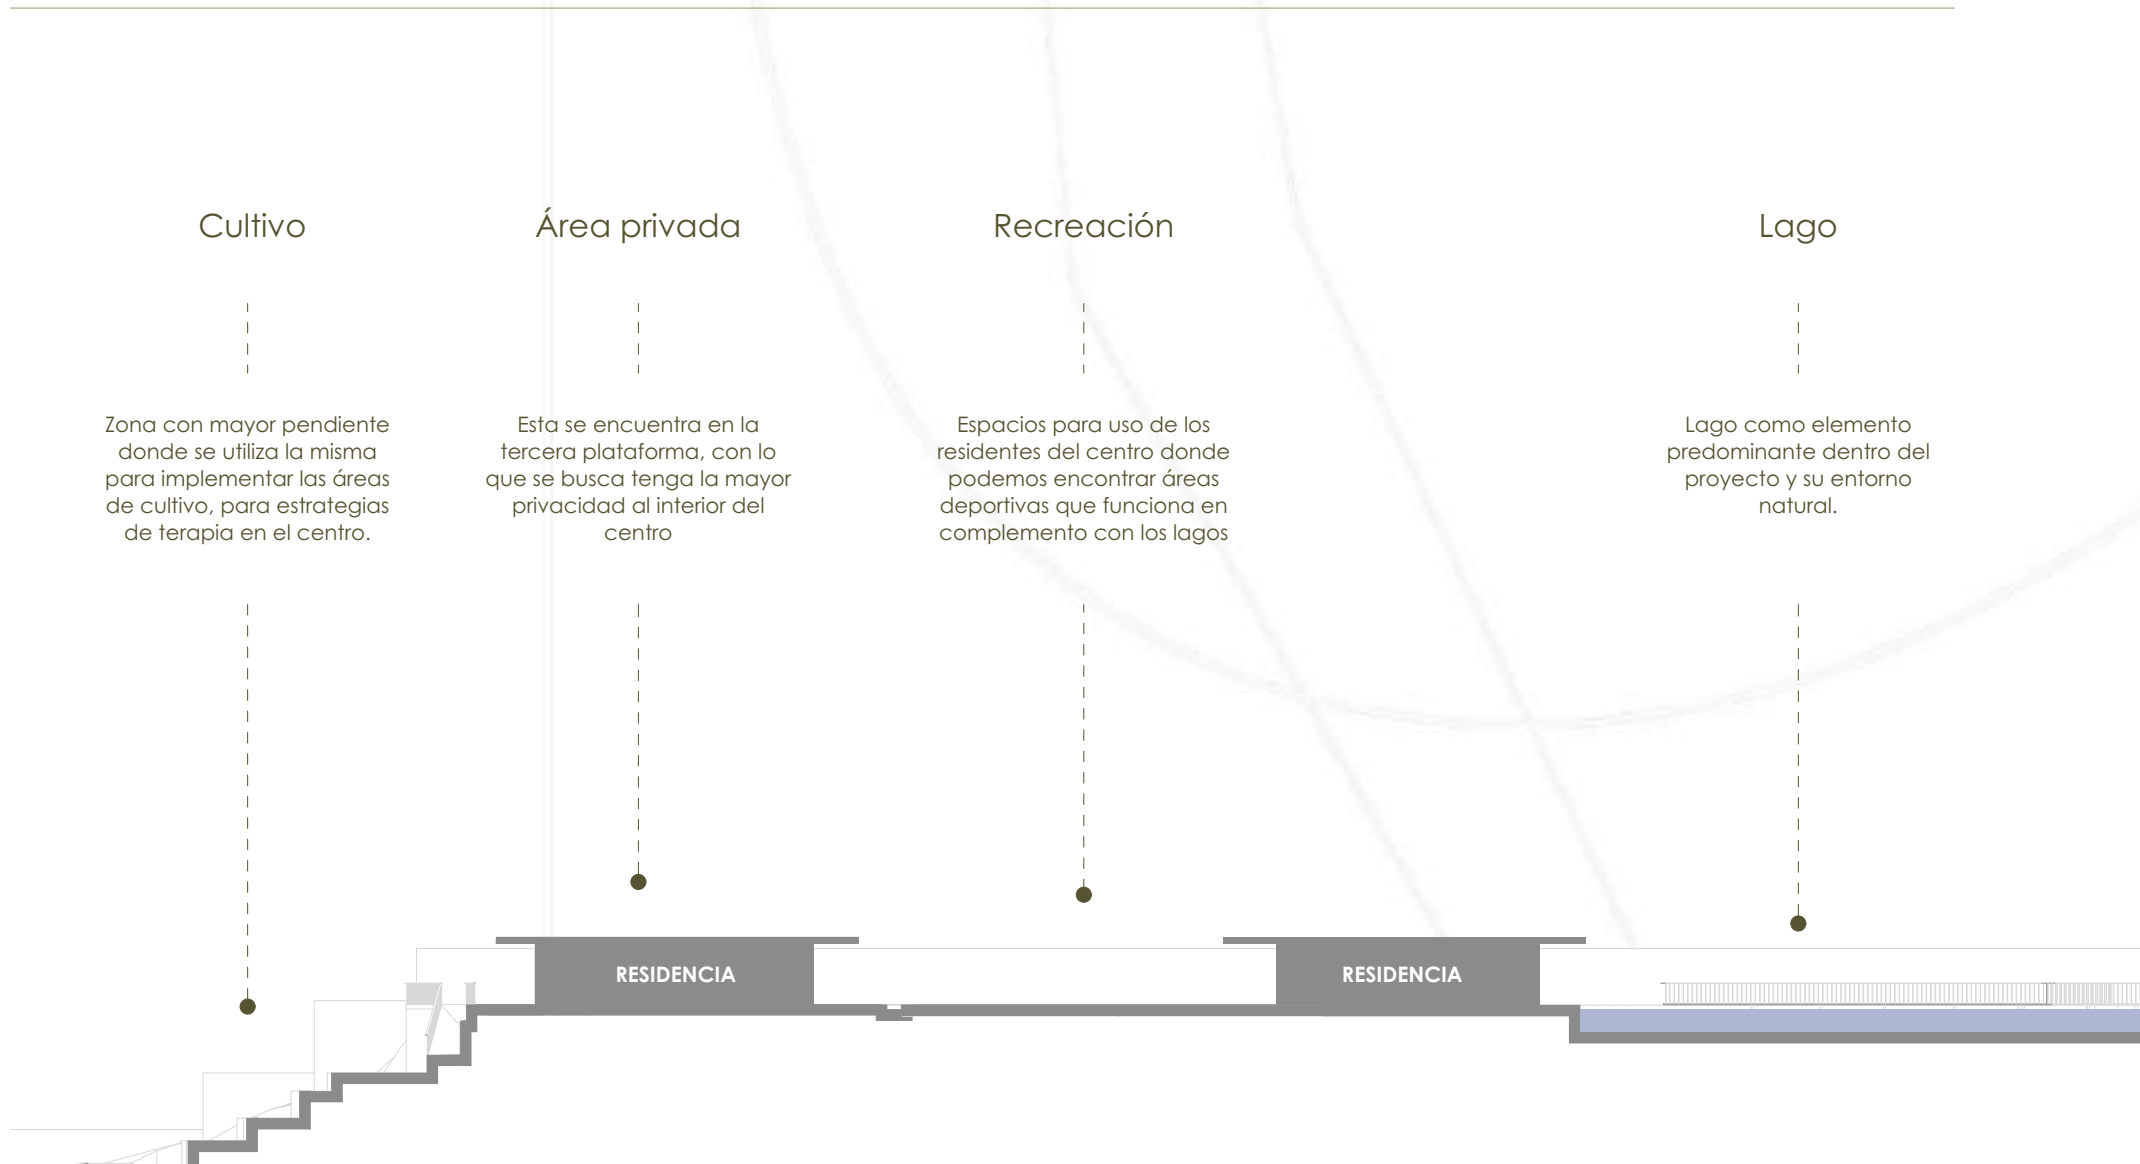 Cultivo
Área privada
Recreación
Lago
Zona con mayor pendiente
donde se utiliza la misma
para implementar las áreas
de cultivo, para estrategias
de terapia en el centro.
Esta se encuentra en la
tercera plataforma, con lo
que se busca tenga la mayor
privacidad al interior del
centro
Espacios para uso de los
residentes del centro donde
podemos encontrar áreas
deportivas que funciona en
complemento con los lagos
Lago como elemento
predominante dentro del
proyecto y su entorno
natural.
RESIDENCIA
RESIDENCIA